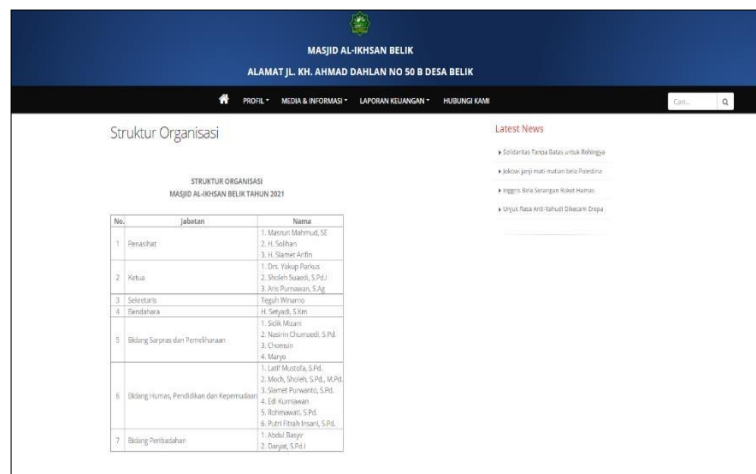 MASJID AL-IKHSAN BELIK
ALAMAT JL. KH. AHMAD DAHLAN NO 50 B DESA BELIK
PROFIL MEDIA & INFORMASI LAPORAN KEUANGAN HUBUNGI KAMI
Cari...
Struktur Organisasi
STRUKTUR ORGANISASI
MASJID AL-IKHSAN BELIK TAHUN 2021
No. Jabatan Nama
1 Penasihat
1. Masrun Mahmud, SE
2. H. Solihan
3. H. Slamet Arifin
2 Ketua
1. Drs. Yakup Parkus
2. Sholeh Suaedi, S.Pd.I
3. Aris Purnawan, S.Ag
3 Sekretaris Teguh Winarno
4 Bendahara H. Setyadi, S.Km
5 Bidang Sarpras dan Pemeliharaan
1. Sidik Mizani
2. Nasirin Chumaedi, S.Pd.
3. Chomsin
4. Maryo
6 Bidang Humas, Pendidikan dan Kepemudaan
1. Latif Mustofa, S.Pd.
2. Moch, Sholeh, S.Pd., M.Pd.
3. Slamet Purwanto, S.Pd.
4. Edi Kurniawan
5. Rohmawati, S.Pd.
6. Putri Fitrah Insani, S.Pd.
7 Bidang Peribadahan
1. Abdul Basyir
2. Daryat, S.Pd.I
Latest News
Solidaritas Tanpa Batas untuk Rohingya
Jokowi janji mati-matian bela Palestina
Inggris Bela Serangan Roket Hamas
Unjuk Rasa Anti-Yahudi Dikecam Eropa